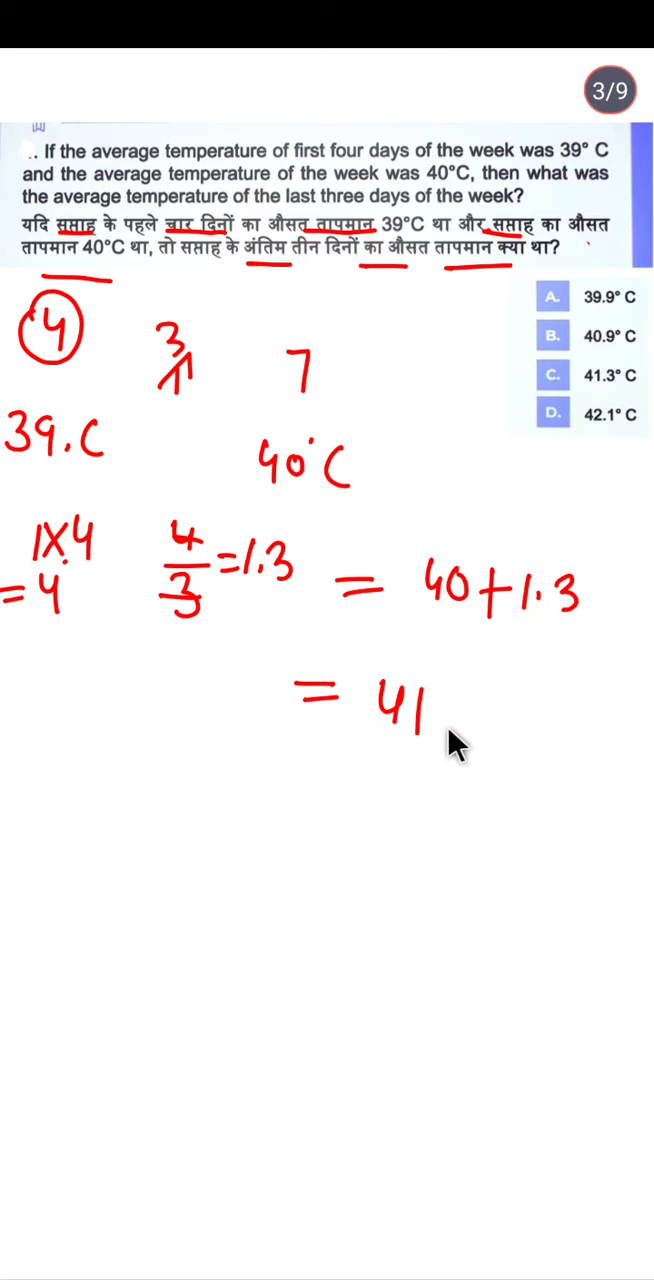 3/9
.. If the average temperature of first four days of the week was 39° C
and the average temperature of the week was 40°C, then what was
the average temperature of the last three days of the week?
यदि सप्ताह के पहले चार दिनों का औसत तापमान 39°C था और सप्ताह का औसत
तापमान 40°C था, तो सप्ताह के अंतिम तीन दिनों का औसत तापमान क्या था?
A. 39.9° C
B. 40.9° C
C. 41.3° C
D. 42.1° C
4 3 7
39.C 40°C
1×4 4/3 =1.3 = 40+1.3
=4
= 41